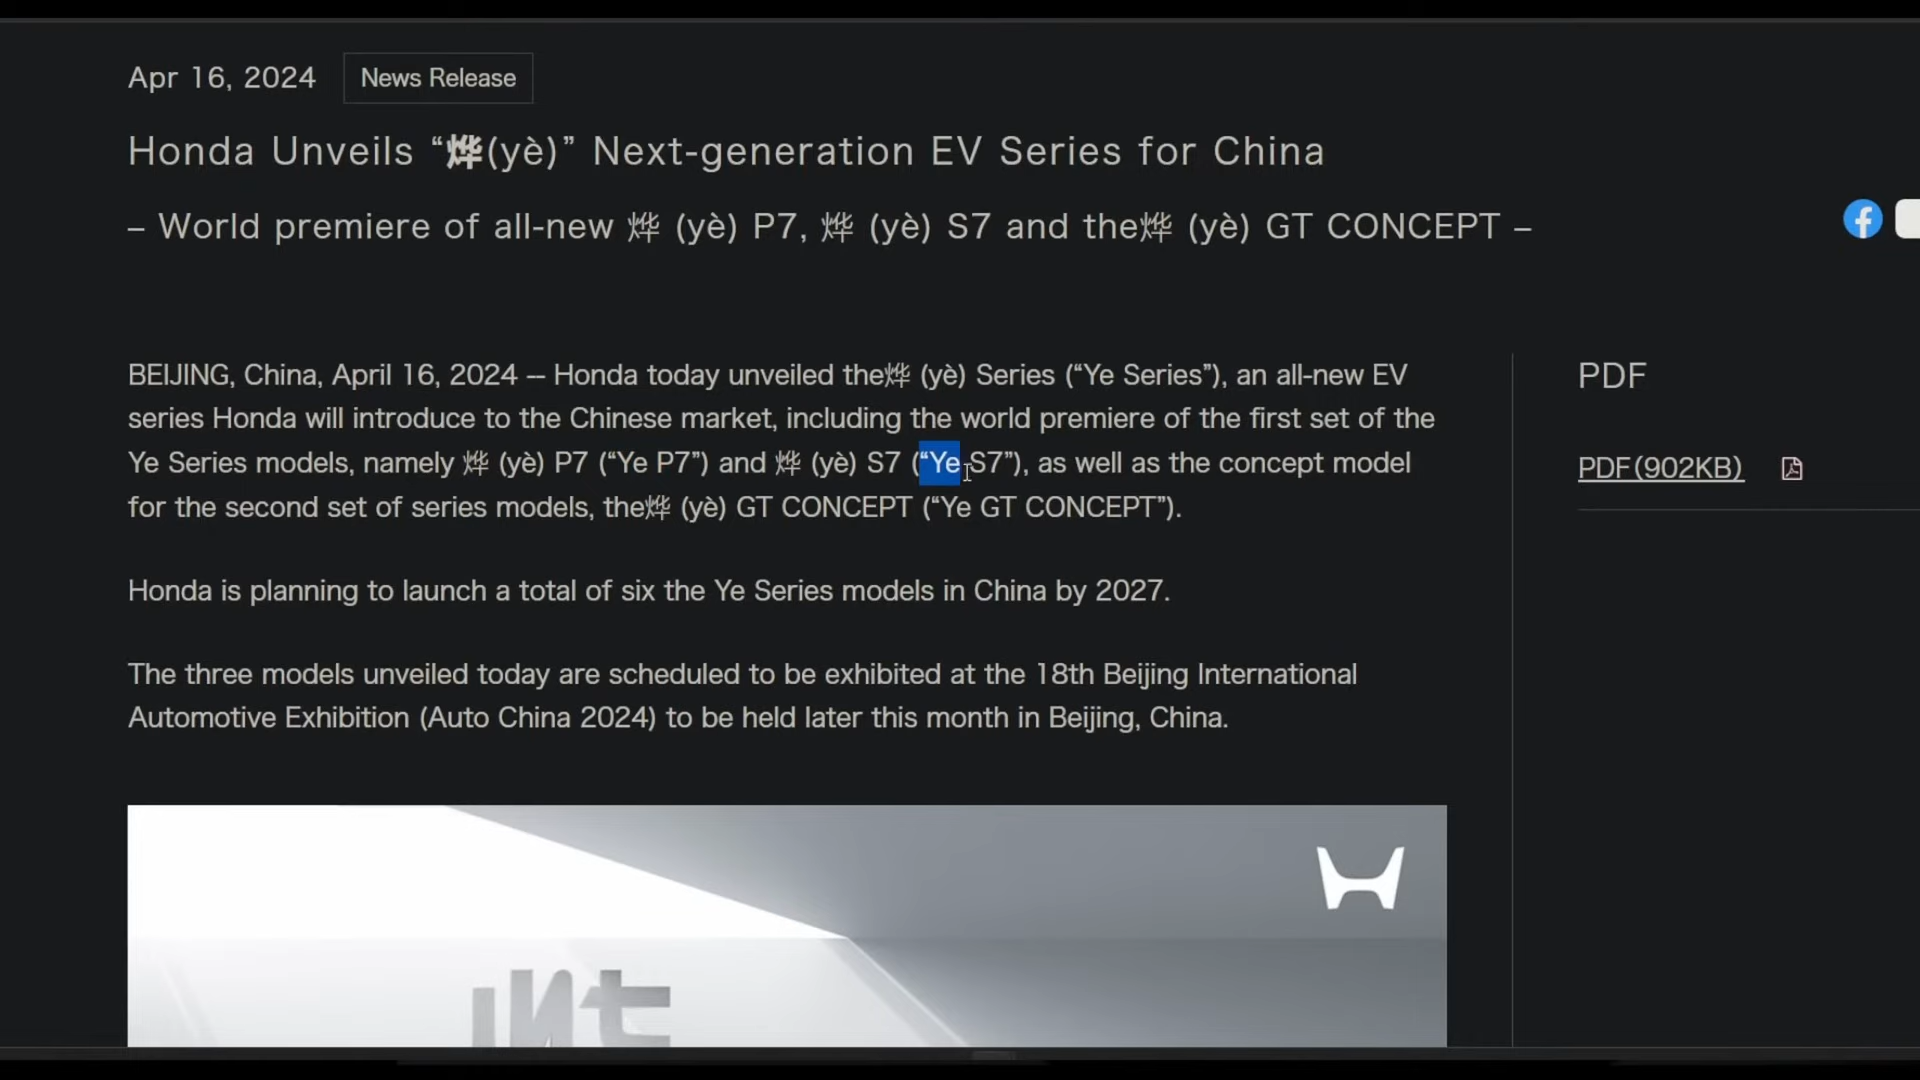 Apr 16, 2024 News Release
Honda Unveils “烨(yè)” Next-generation EV Series for China
– World premiere of all-new 烨 (yè) P7, 烨 (yè) S7 and the烨 (yè) GT CONCEPT –
BEIJING, China, April 16, 2024 -- Honda today unveiled the烨 (yè) Series (“Ye Series”), an all-new EV
series Honda will introduce to the Chinese market, including the world premiere of the first set of the
Ye Series models, namely 烨 (yè) P7 (“Ye P7”) and 烨 (yè) S7 (“Ye S7”), as well as the concept model
for the second set of series models, the烨 (yè) GT CONCEPT (“Ye GT CONCEPT”).
Honda is planning to launch a total of six the Ye Series models in China by 2027.
The three models unveiled today are scheduled to be exhibited at the 18th Beijing International
Automotive Exhibition (Auto China 2024) to be held later this month in Beijing, China.
PDF
PDF(902KB)